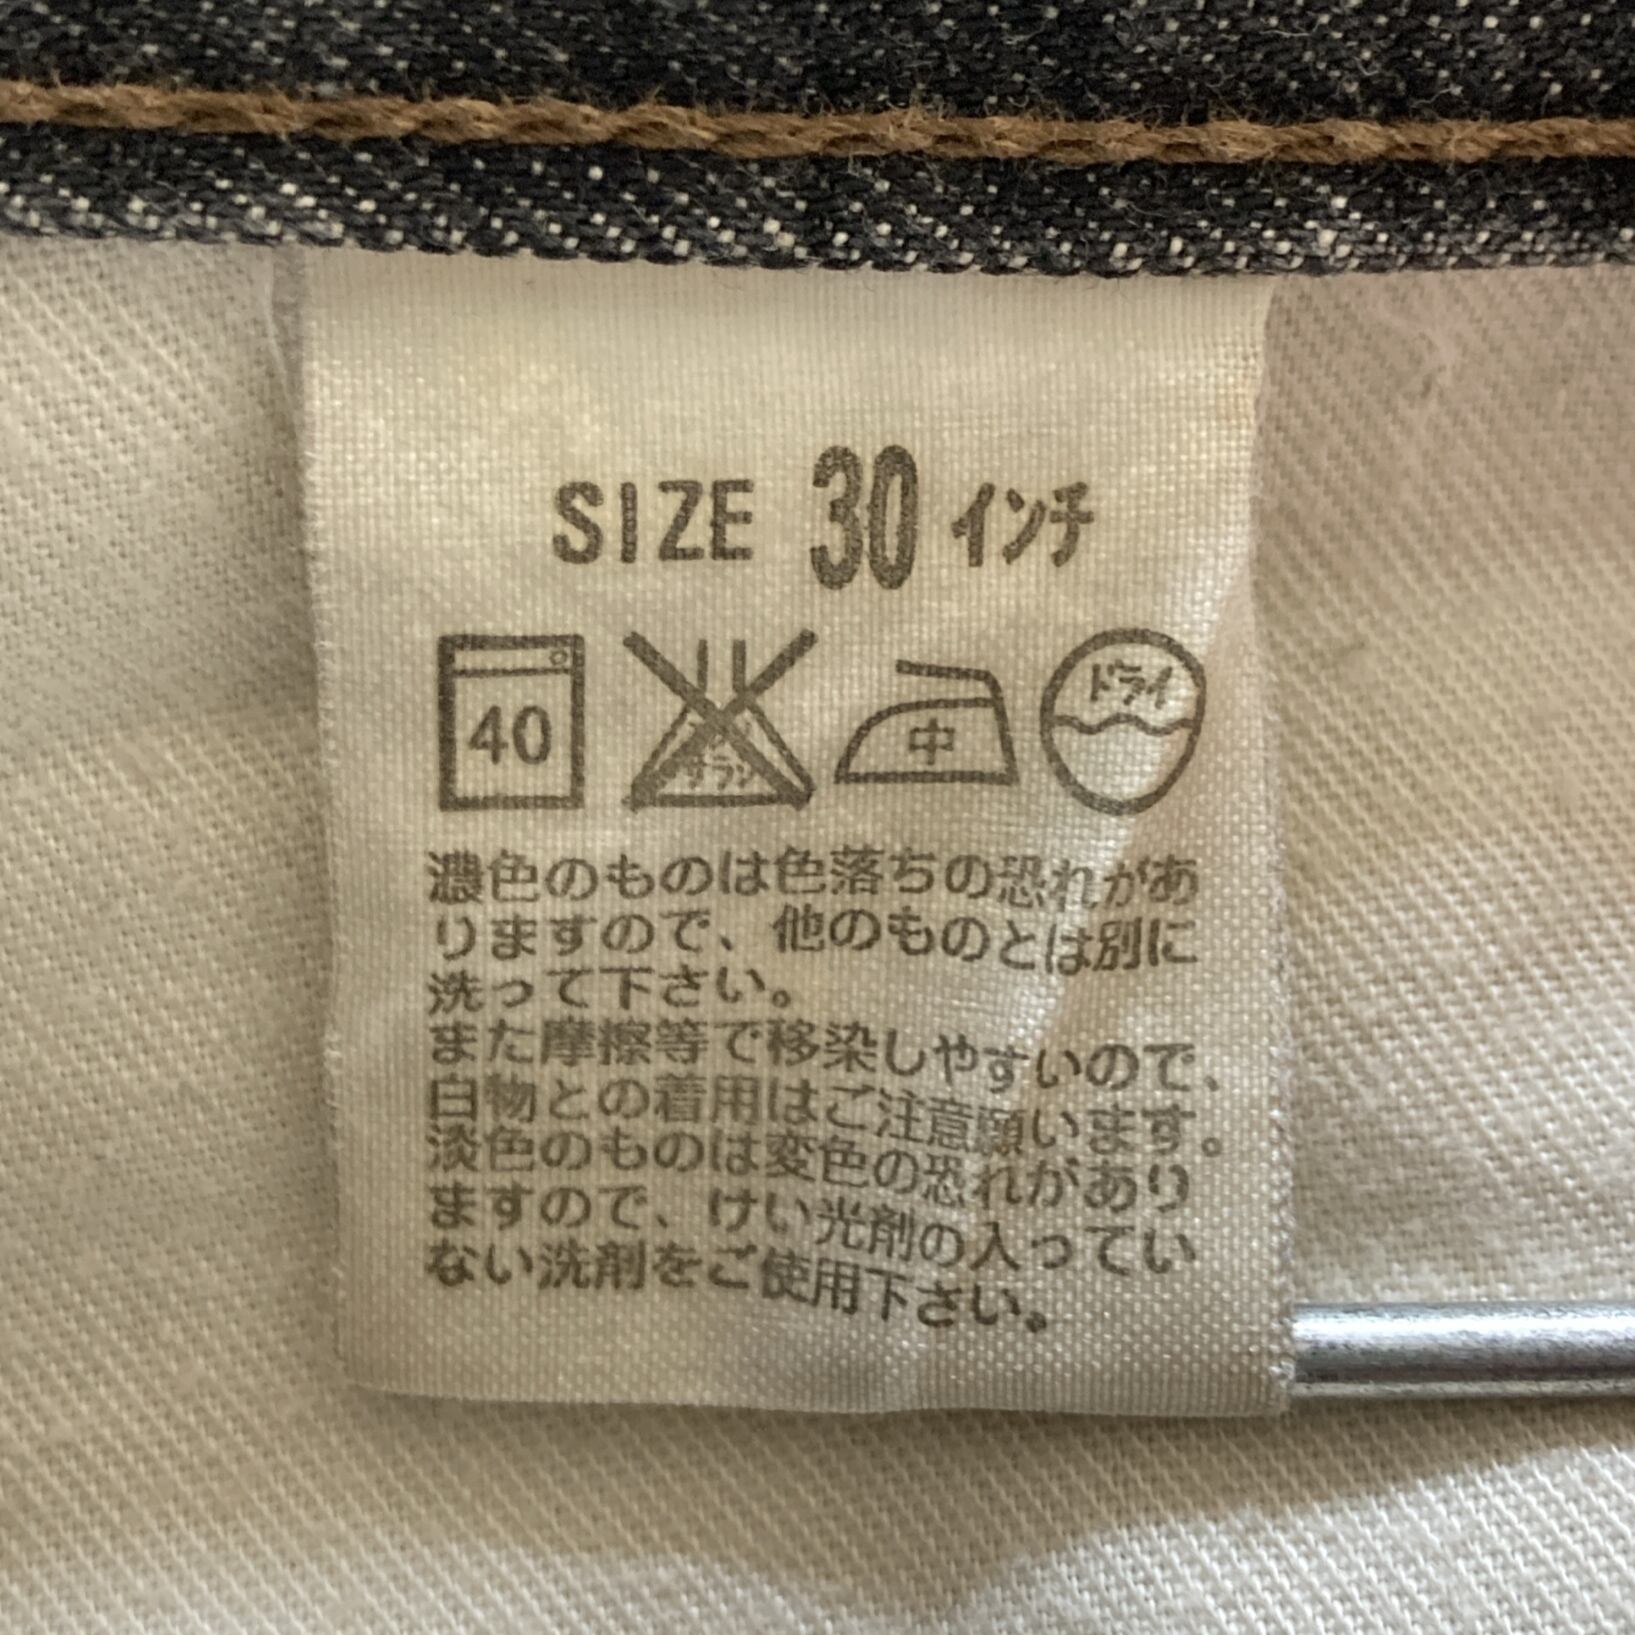 SIZE 30 インチ
40 サラシ 中 ドライ
濃色のものは色落ちの恐れがあ
りますので、他のものとは別に
洗って下さい。
また摩擦等で移染しやすいので、
白物との着用はご注意願います。
淡色のものは変色の恐れがあり
ますので、けい光剤の入ってい
ない洗剤をご使用下さい。